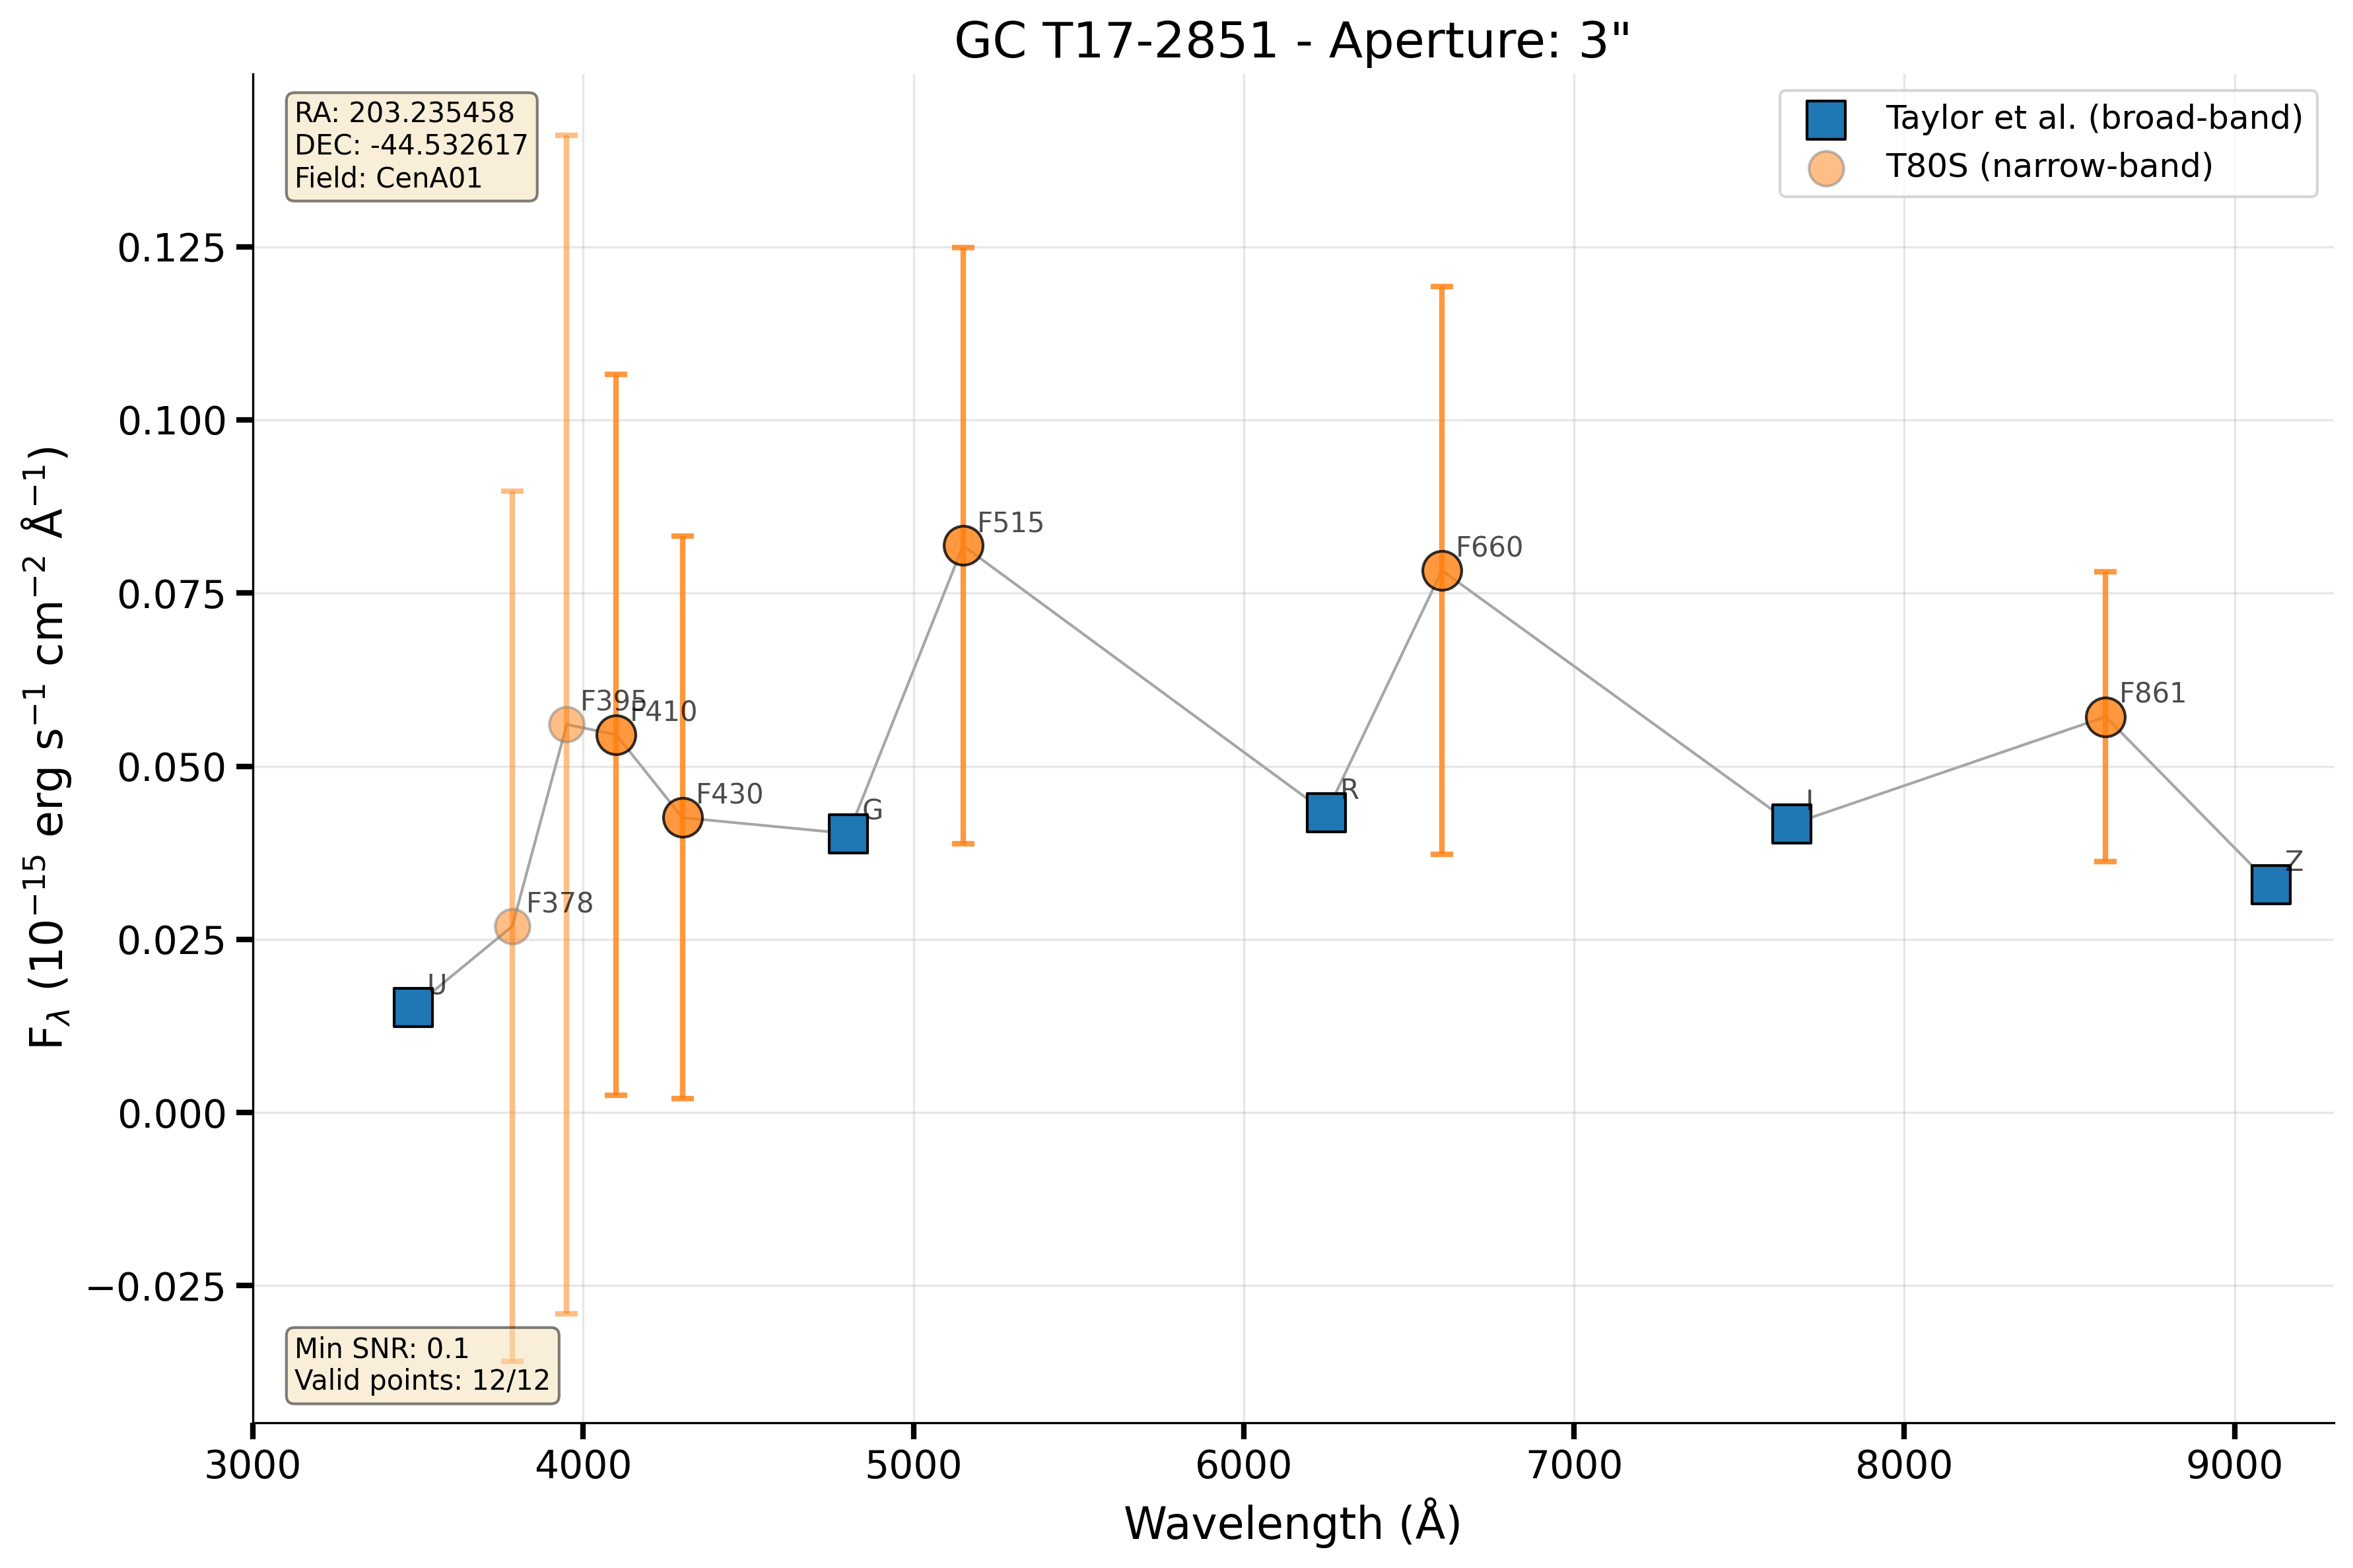 GC T17-2851 - Aperture: 3"
RA: 203.235458
DEC: -44.532617
Field: CenA01
Taylor et al. (broad-band)
T80S (narrow-band)
F_λ (10⁻¹⁵ erg s⁻¹ cm⁻² Å⁻¹)
0.125
0.100
0.075
0.050
0.025
0.000
−0.025
U
F378
F395
F410
F430
G
F515
R
F660
I
F861
Z
Min SNR: 0.1
Valid points: 12/12
3000 4000 5000 6000 7000 8000 9000
Wavelength (Å)